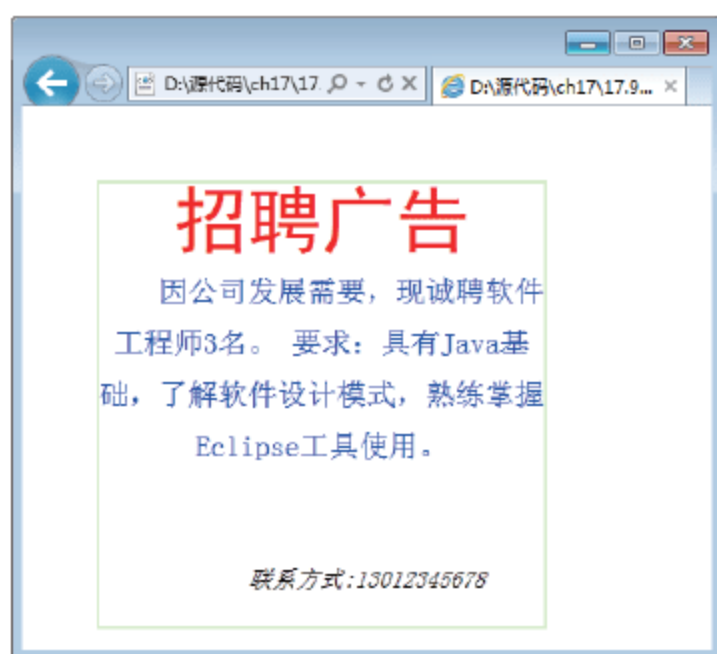 D:\源代码\ch17\17.
D:\源代码\ch17\17.9...
招聘广告
因公司发展需要，现诚聘软件
工程师3名。 要求：具有Java基
础，了解软件设计模式，熟练掌握
Eclipse工具使用。
联系方式:13012345678